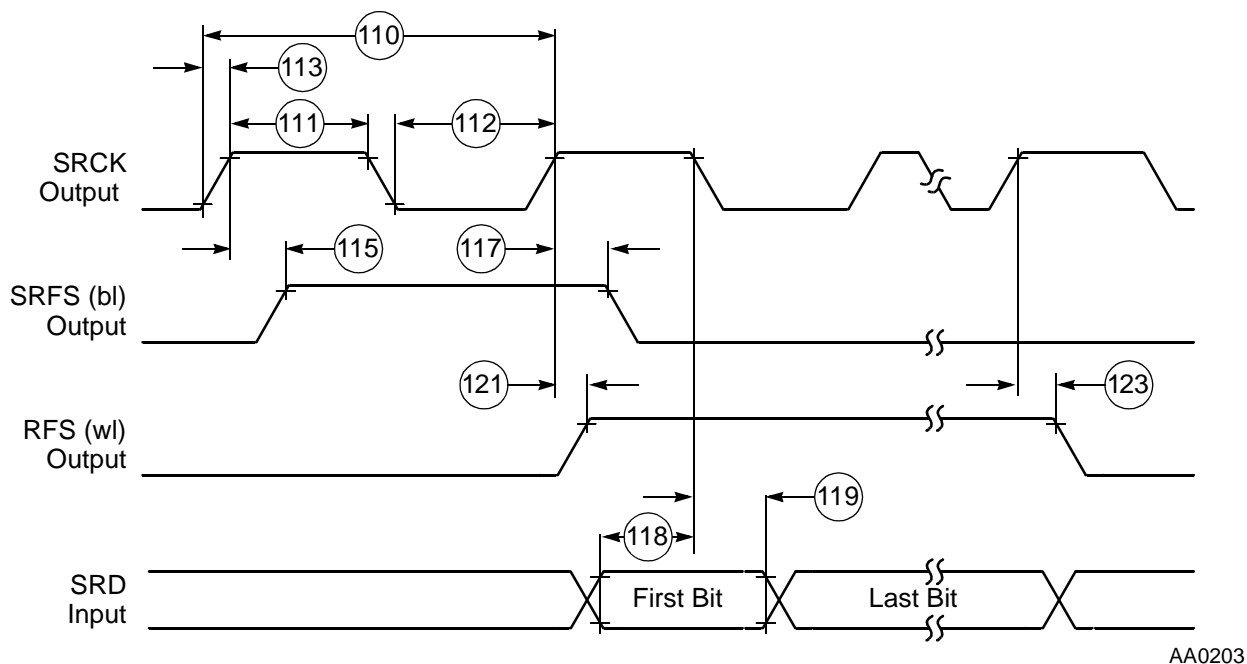 110
113
111
112
SRCK
Output
115
117
SRFS (bl)
Output
121
123
RFS (wl)
Output
119
118
SRD
Input
First Bit
Last Bit
AA0203